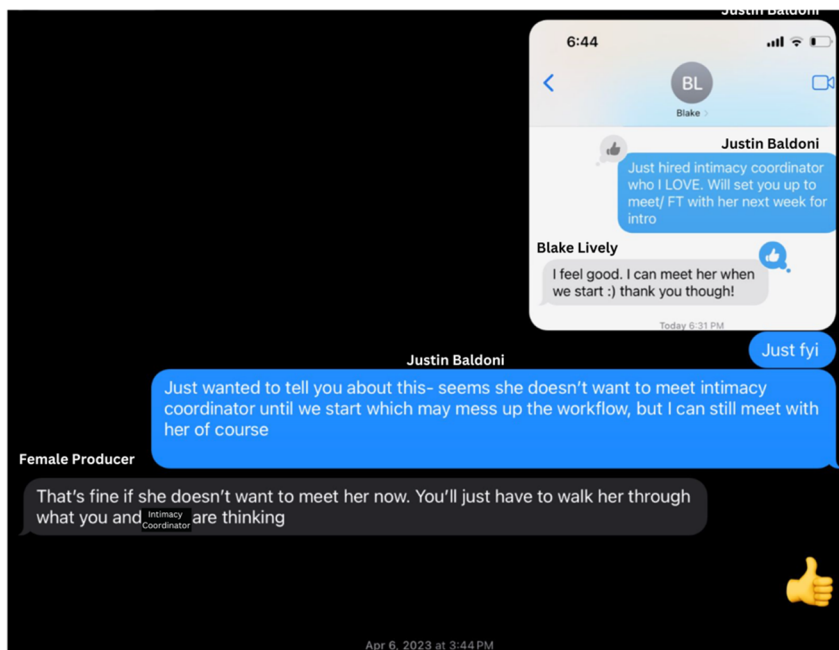 Justin Baldoni
6:44
BL
Blake >
Justin Baldoni
Just hired intimacy coordinator
who I LOVE. Will set you up to
meet/ FT with her next week for
intro
Blake Lively
I feel good. I can meet her when
we start :) thank you though!
Today 6:31 PM
Just fyi
Justin Baldoni
Just wanted to tell you about this- seems she doesn't want to meet intimacy
coordinator until we start which may mess up the workflow, but I can still meet with
her of course
Female Producer
That's fine if she doesn't want to meet her now. You'll just have to walk her through
what you and Intimacy Coordinator are thinking
Apr 6, 2023 at 3:44 PM